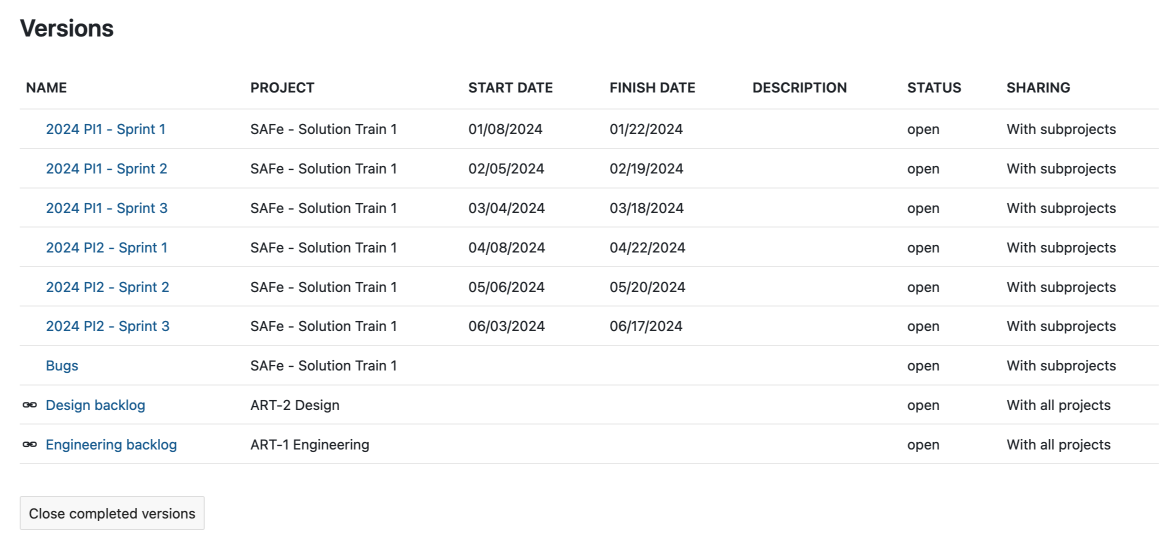 Versions
NAME PROJECT START DATE FINISH DATE DESCRIPTION STATUS SHARING
2024 PI1 - Sprint 1 SAFe - Solution Train 1 01/08/2024 01/22/2024 open With subprojects
2024 PI1 - Sprint 2 SAFe - Solution Train 1 02/05/2024 02/19/2024 open With subprojects
2024 PI1 - Sprint 3 SAFe - Solution Train 1 03/04/2024 03/18/2024 open With subprojects
2024 PI2 - Sprint 1 SAFe - Solution Train 1 04/08/2024 04/22/2024 open With subprojects
2024 PI2 - Sprint 2 SAFe - Solution Train 1 05/06/2024 05/20/2024 open With subprojects
2024 PI2 - Sprint 3 SAFe - Solution Train 1 06/03/2024 06/17/2024 open With subprojects
Bugs SAFe - Solution Train 1 open With subprojects
Design backlog ART-2 Design open With all projects
Engineering backlog ART-1 Engineering open With all projects
Close completed versions